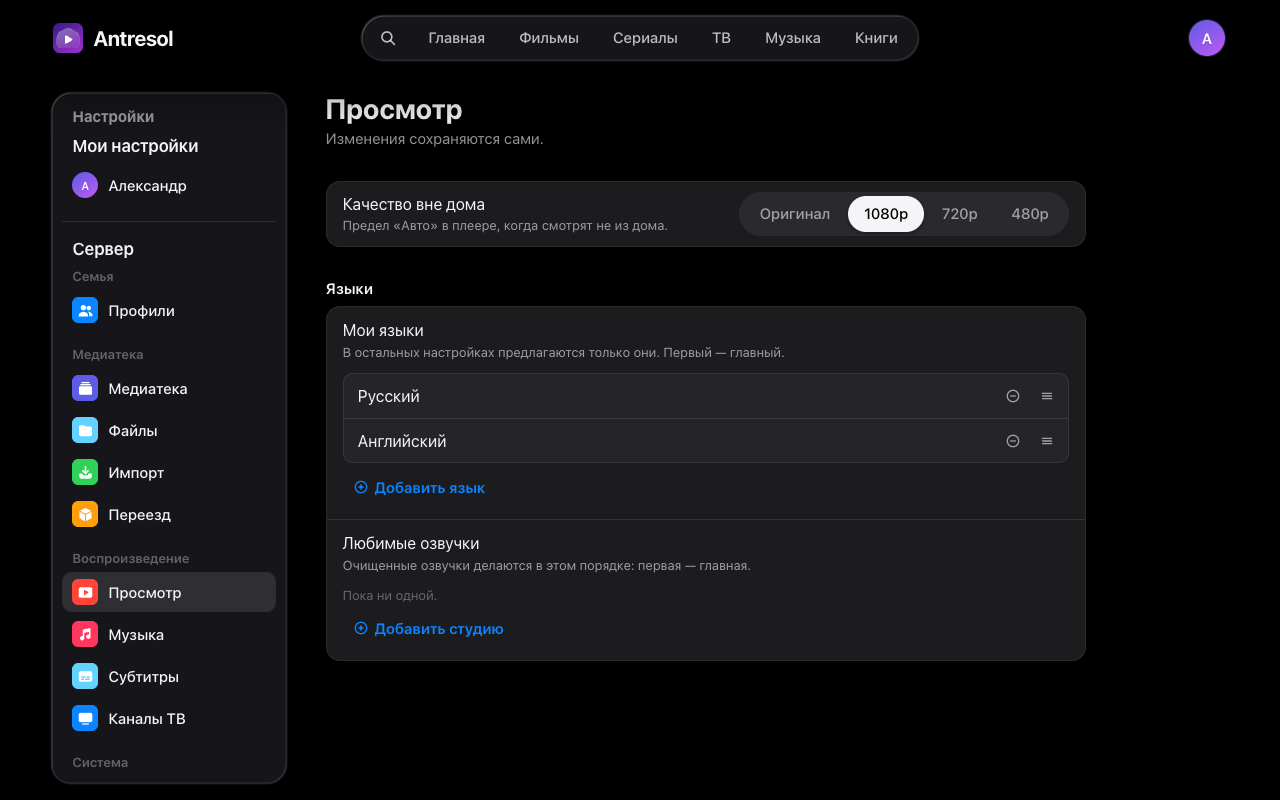 Antresol
Главная
Фильмы
Сериалы
ТВ
Музыка
Книги
A
Настройки
Мои настройки
A
Александр
Сервер
Семья
Профили
Медиатека
Медиатека
Файлы
Импорт
Переезд
Воспроизведение
Просмотр
Музыка
Субтитры
Каналы ТВ
Система
Просмотр
Изменения сохраняются сами.
Качество вне дома
Предел «Авто» в плеере, когда смотрят не из дома.
Оригинал
1080p
720p
480p
Языки
Мои языки
В остальных настройках предлагаются только они. Первый — главный.
Русский
Английский
Добавить язык
Любимые озвучки
Очищенные озвучки делаются в этом порядке: первая — главная.
Пока ни одной.
Добавить студию